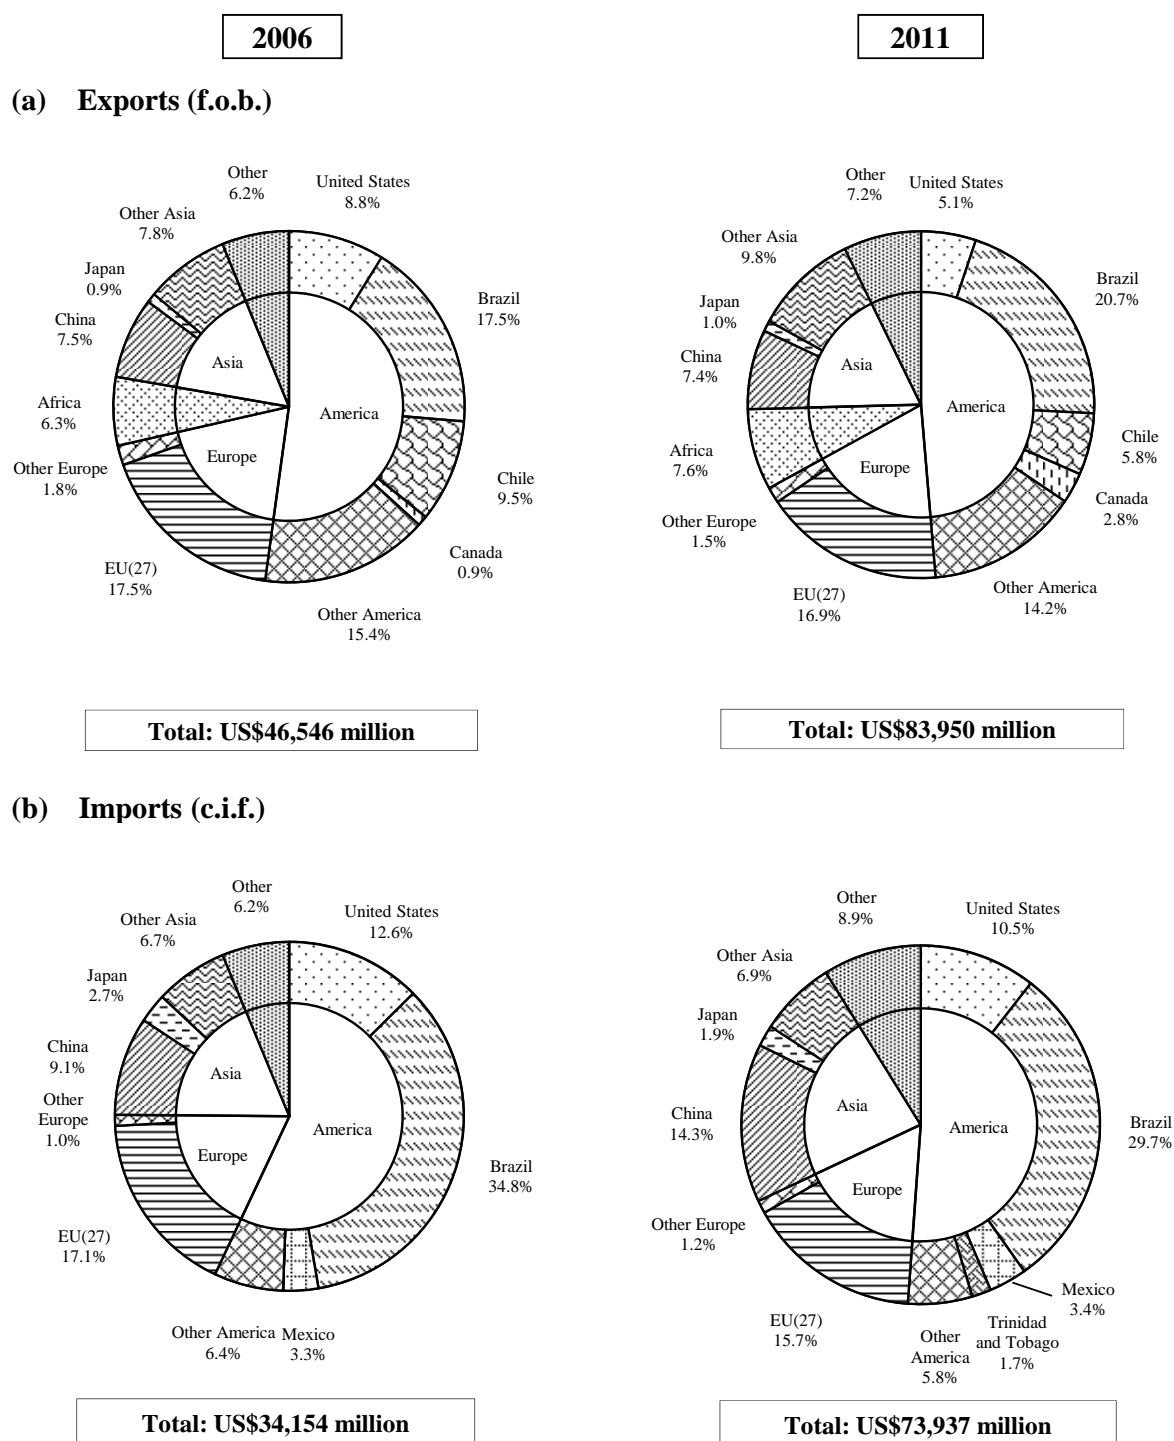 2006
2011
(a) Exports (f.o.b.)
Other
6.2%
United States
8.8%
Other Asia
7.8%
Japan
0.9%
China
7.5%
Africa
6.3%
Other Europe
1.8%
EU(27)
17.5%
Other America
15.4%
Canada
0.9%
Chile
9.5%
Brazil
17.5%
Asia
America
Europe
Total: US$46,546 million
Other
7.2%
United States
5.1%
Other Asia
9.8%
Japan
1.0%
China
7.4%
Africa
7.6%
Other Europe
1.5%
EU(27)
16.9%
Other America
14.2%
Canada
2.8%
Chile
5.8%
Brazil
20.7%
Asia
America
Europe
Total: US$83,950 million
(b) Imports (c.i.f.)
Other
6.2%
United States
12.6%
Other Asia
6.7%
Japan
2.7%
China
9.1%
Other
Europe
1.0%
EU(27)
17.1%
Other America
6.4%
Mexico
3.3%
Brazil
34.8%
Asia
America
Europe
Total: US$34,154 million
Other
8.9%
United States
10.5%
Other Asia
6.9%
Japan
1.9%
China
14.3%
Other Europe
1.2%
EU(27)
15.7%
Other
America
5.8%
Trinidad
and Tobago
1.7%
Mexico
3.4%
Brazil
29.7%
Asia
America
Europe
Total: US$73,937 million